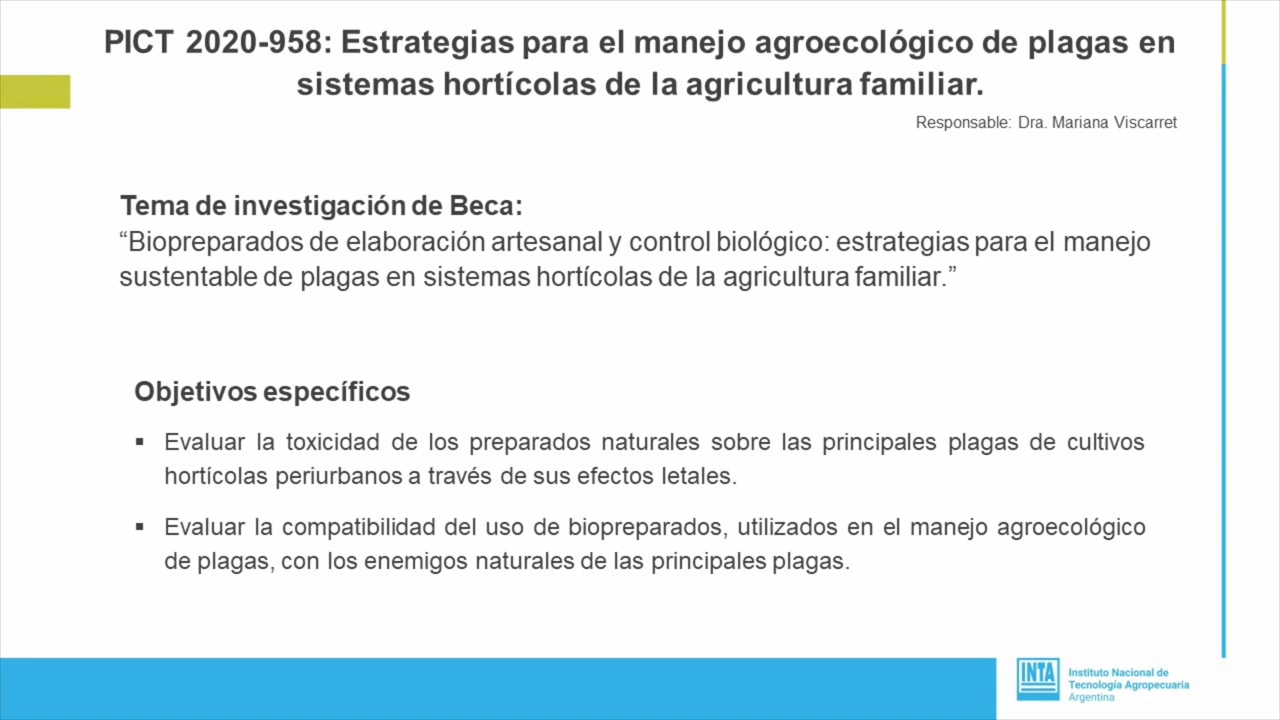 PICT 2020-958: Estrategias para el manejo agroecológico de plagas en
sistemas hortícolas de la agricultura familiar.
Responsable: Dra. Mariana Viscarret
Tema de investigación de Beca:
“Biopreparados de elaboración artesanal y control biológico: estrategias para el manejo
sustentable de plagas en sistemas hortícolas de la agricultura familiar.”
Objetivos específicos
▪ Evaluar la toxicidad de los preparados naturales sobre las principales plagas de cultivos
hortícolas periurbanos a través de sus efectos letales.
▪ Evaluar la compatibilidad del uso de biopreparados, utilizados en el manejo agroecológico
de plagas, con los enemigos naturales de las principales plagas.
INTA
Instituto Nacional de
Tecnología Agropecuaria
Argentina